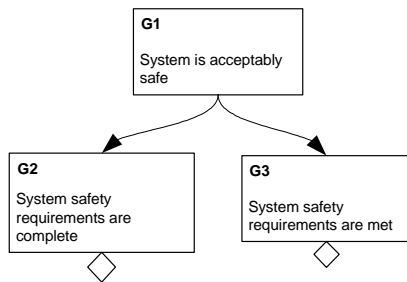 G1
System is acceptably
safe
G2
System safety
requirements are
complete
G3
System safety
requirements are met